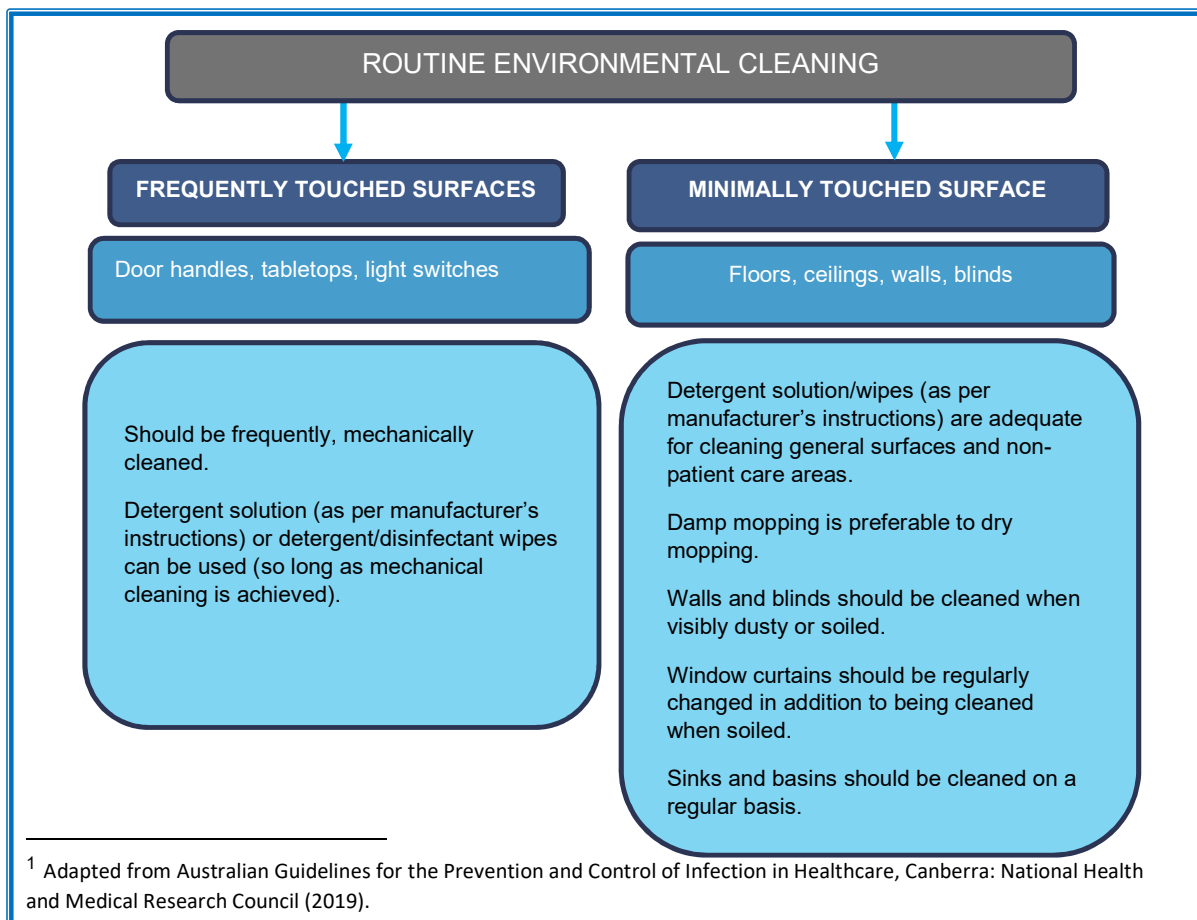 ROUTINE ENVIRONMENTAL CLEANING
FREQUENTLY TOUCHED SURFACES
Door handles, tabletops, light switches
Should be frequently, mechanically
cleaned.
Detergent solution (as per manufacturer’s
instructions) or detergent/disinfectant wipes
can be used (so long as mechanical
cleaning is achieved).
MINIMALLY TOUCHED SURFACE
Floors, ceilings, walls, blinds
Detergent solution/wipes (as per
manufacturer’s instructions) are adequate
for cleaning general surfaces and non-
patient care areas.
Damp mopping is preferable to dry
mopping.
Walls and blinds should be cleaned when
visibly dusty or soiled.
Window curtains should be regularly
changed in addition to being cleaned
when soiled.
Sinks and basins should be cleaned on a
regular basis.
1 Adapted from Australian Guidelines for the Prevention and Control of Infection in Healthcare, Canberra: National Health
and Medical Research Council (2019).